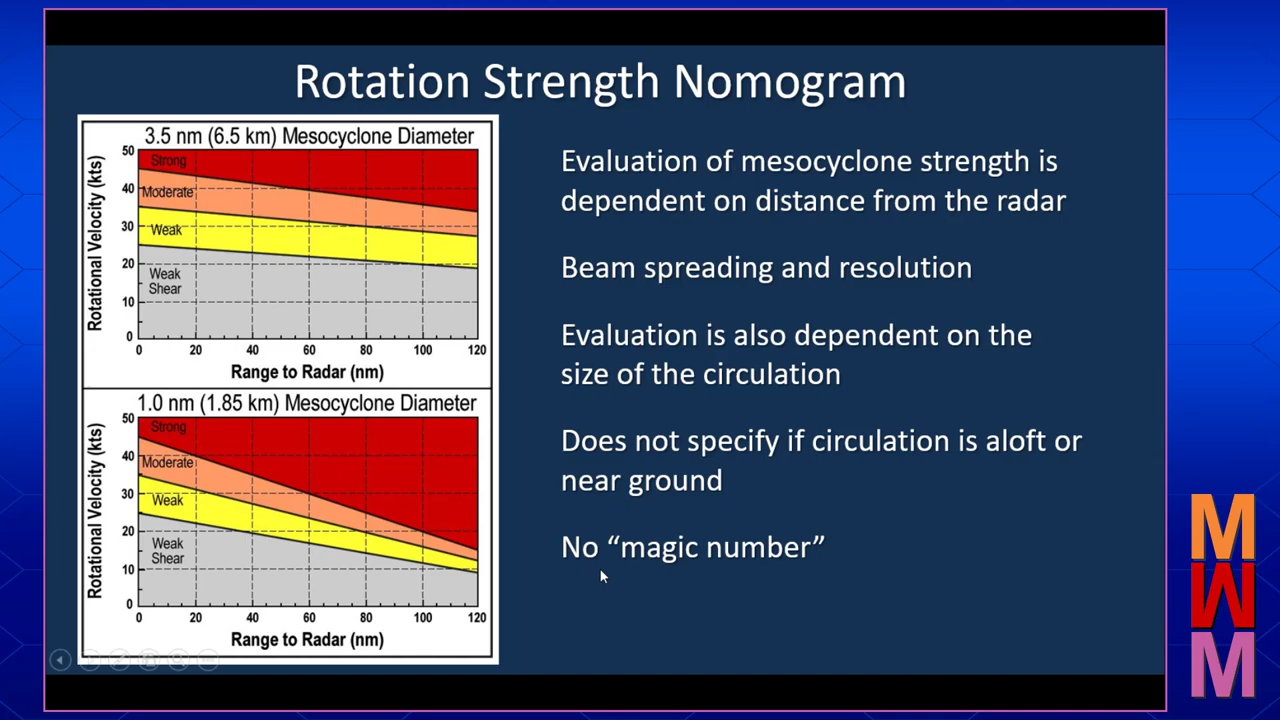 Rotation Strength Nomogram
3.5 nm (6.5 km) Mesocyclone Diameter
Rotational Velocity (kts)
50
40
30
20
10
0
Strong
Moderate
Weak
Weak
Shear
0 20 40 60 80 100 120
Range to Radar (nm)
1.0 nm (1.85 km) Mesocyclone Diameter
Rotational Velocity (kts)
50
40
30
20
10
0
Strong
Moderate
Weak
Weak
Shear
0 20 40 60 80 100 120
Range to Radar (nm)
Evaluation of mesocyclone strength is
dependent on distance from the radar
Beam spreading and resolution
Evaluation is also dependent on the
size of the circulation
Does not specify if circulation is aloft or
near ground
No “magic number”
M
W
M